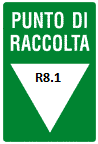 PUNTO DI
RACCOLTA
R8.1